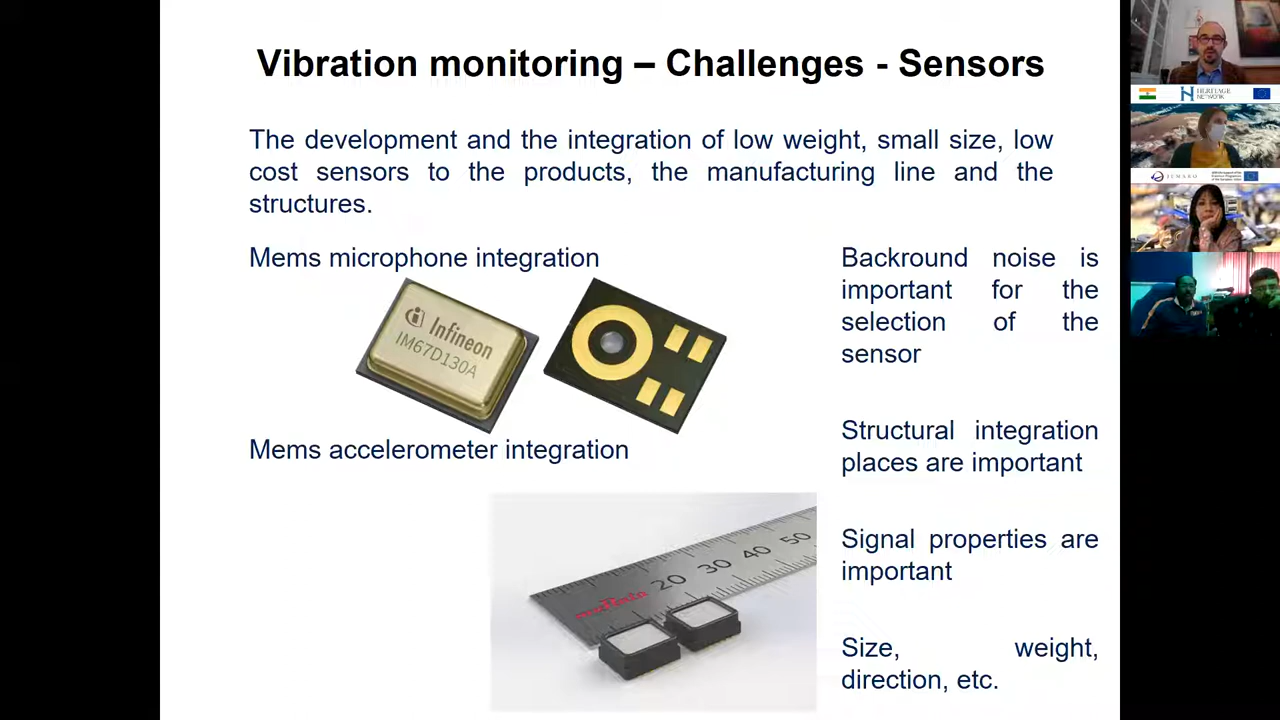 Vibration monitoring – Challenges - Sensors
The development and the integration of low weight, small size, low
cost sensors to the products, the manufacturing line and the
structures.
Mems microphone integration
Infineon
IM67D130A
Mems accelerometer integration
muRata
20 30 40 50
Backround noise is
important for the
selection of the
sensor
Structural integration
places are important
Signal properties are
important
Size, weight,
direction, etc.
HERITAGE
NETWORK